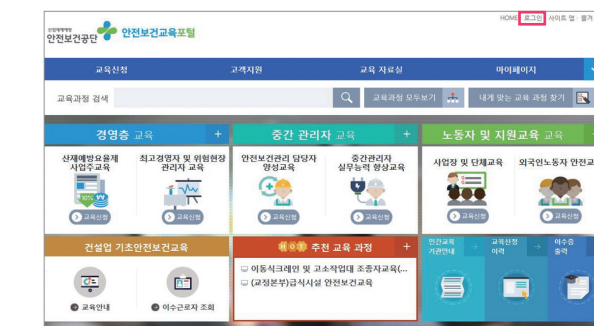 HOME 로그인 사이트 맵 즐겨
안전보건공단 안전보건교육포털
교육신청 고객지원 교육 자료실 마이페이지
교육과정 검색 교육과정 모두보기 내게 맞는 교육 과정 찾기
경영층 교육 + 중간 관리자 교육 + 노동자 및 지원교육 교육
산재예방요율제 사업주교육
최고경영자 및 위험현장 관리자 교육
안전보건관리 담당자 양성교육
중간관리자 실무능력 향상교육
사업장 및 단체교육
외국인노동자 안전교
10%
교육신청 교육신청 교육신청 교육신청 교육신청 교육신청
건설업 기초안전보건교육
교육안내 이수근로자 조회
HOT 추천 교육 과정 +
이동식크레인 및 고소작업대 조종자교육(...
(교정본부)급식시설 안전보건교육
민간교육 기관안내
교육신청 이력
이수증 출력